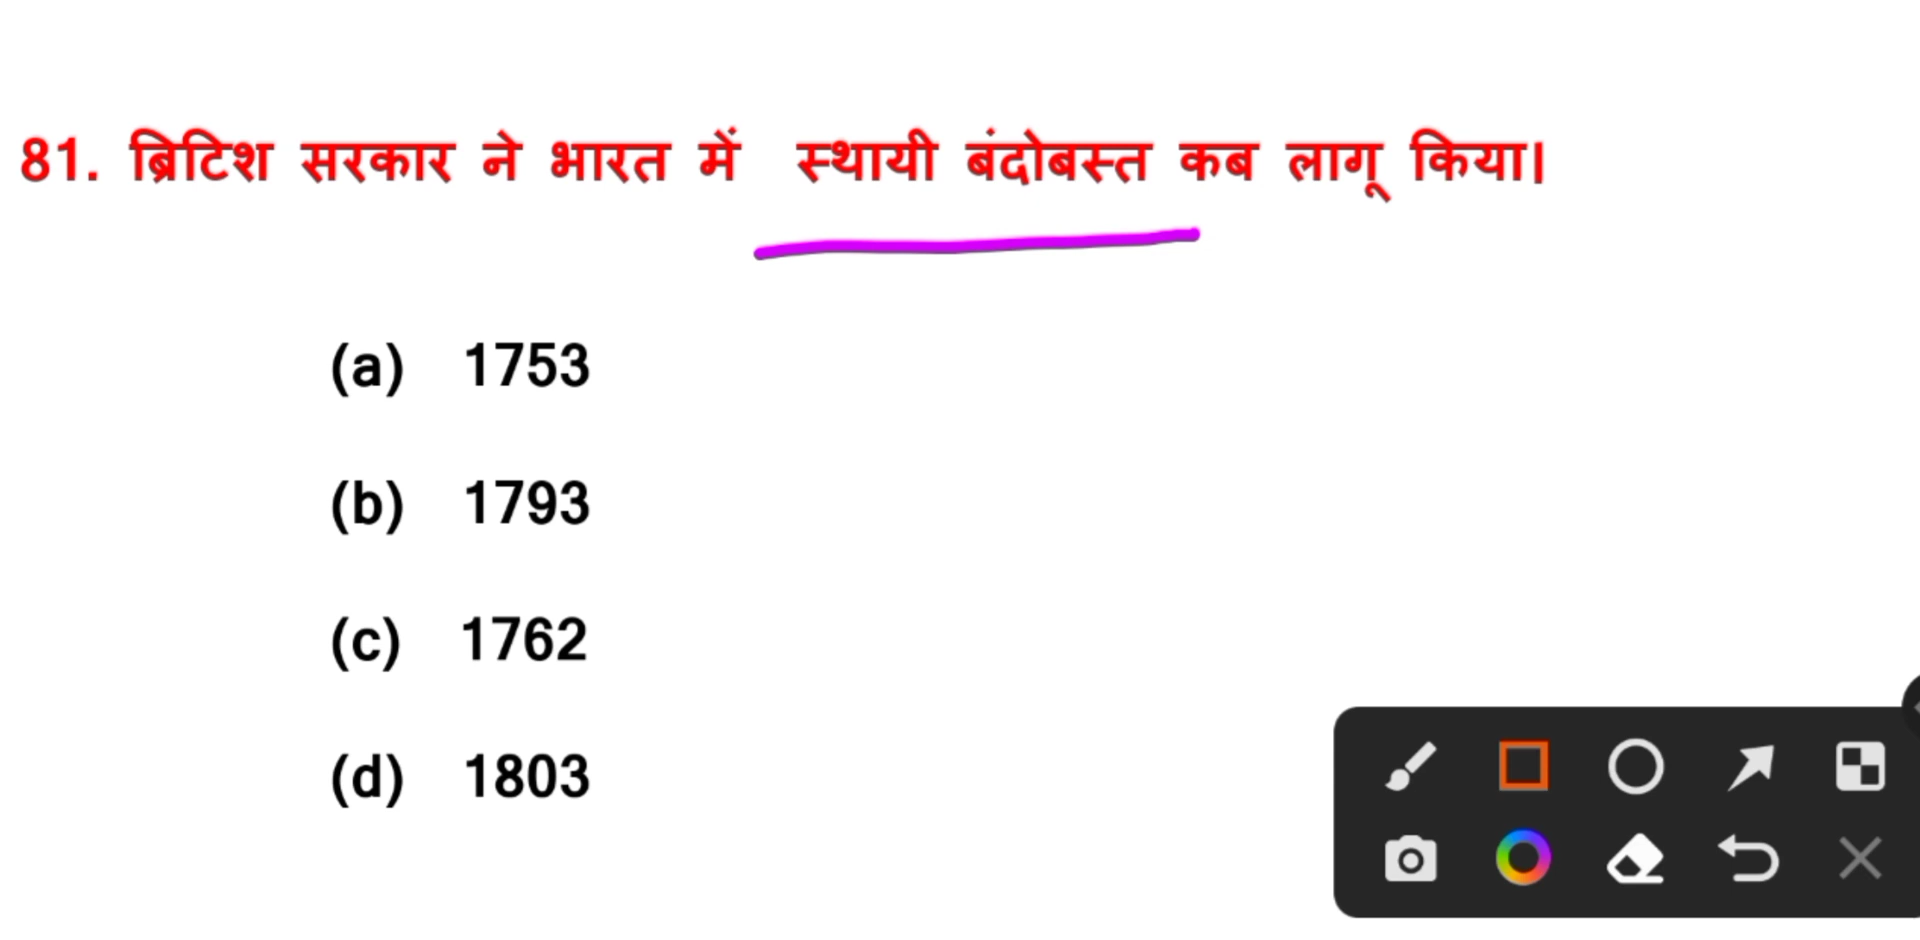 81. ब्रिटिश सरकार ने भारत में स्थायी बंदोबस्त कब लागू किया।
(a) 1753
(b) 1793
(c) 1762
(d) 1803